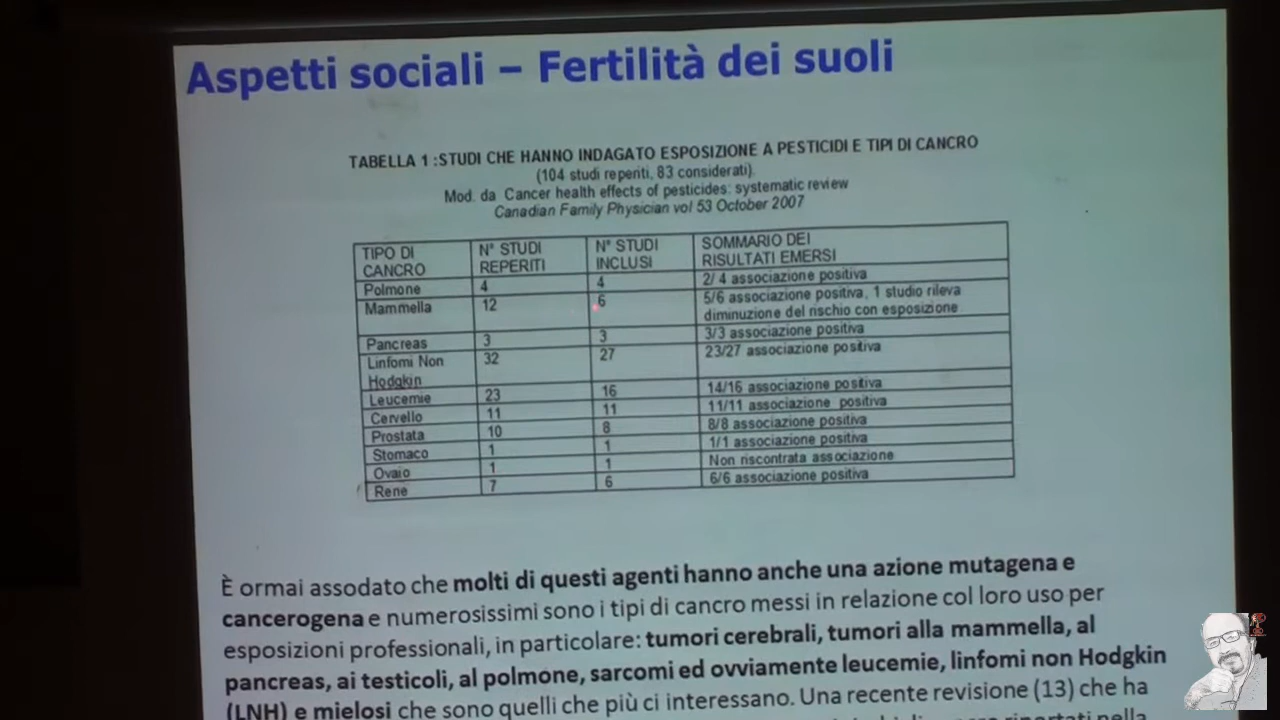 Aspetti sociali – Fertilità dei suoli
TABELLA 1 :STUDI CHE HANNO INDAGATO ESPOSIZIONE A PESTICIDI E TIPI DI CANCRO
(104 studi reperiti, 83 considerati).
Mod. da Cancer health effects of pesticides: systematic review
Canadian Family Physician vol 53 October 2007
TIPO DI CANCRO N° STUDI REPERITI N° STUDI INCLUSI SOMMARIO DEI RISULTATI EMERSI
Polmone 4 4 2/ 4 associazione positiva
Mammella 12 6 5/6 associazione positiva, 1 studio rileva diminuzione del rischio con esposizione
Pancreas 3 3 3/3 associazione positiva
Linfomi Non Hodgkin 32 27 23/27 associazione positiva
Leucemie 23 16 14/16 associazione positiva
Cervello 11 11 11/11 associazione positiva
Prostata 10 8 8/8 associazione positiva
Stomaco 1 1 1/1 associazione positiva
Ovaio 1 1 Non riscontrata associazione
Rene 7 6 6/6 associazione positiva
È ormai assodato che molti di questi agenti hanno anche una azione mutagena e
cancerogena e numerosissimi sono i tipi di cancro messi in relazione col loro uso per
esposizioni professionali, in particolare: tumori cerebrali, tumori alla mammella, al
pancreas, ai testicoli, al polmone, sarcomi ed ovviamente leucemie, linfomi non Hodgkin
(LNH) e mielosi che sono quelli che più ci interessano. Una recente revisione (13) che ha